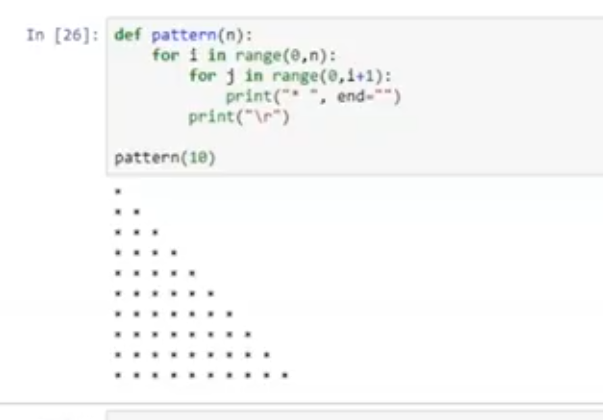 In [26]: def pattern(n):
    for i in range(0,n):
        for j in range(0,i+1):
            print("* ", end="")
        print("\r")
pattern(10)
*
* *
* * *
* * * *
* * * * *
* * * * * *
* * * * * * *
* * * * * * * *
* * * * * * * * *
* * * * * * * * * *